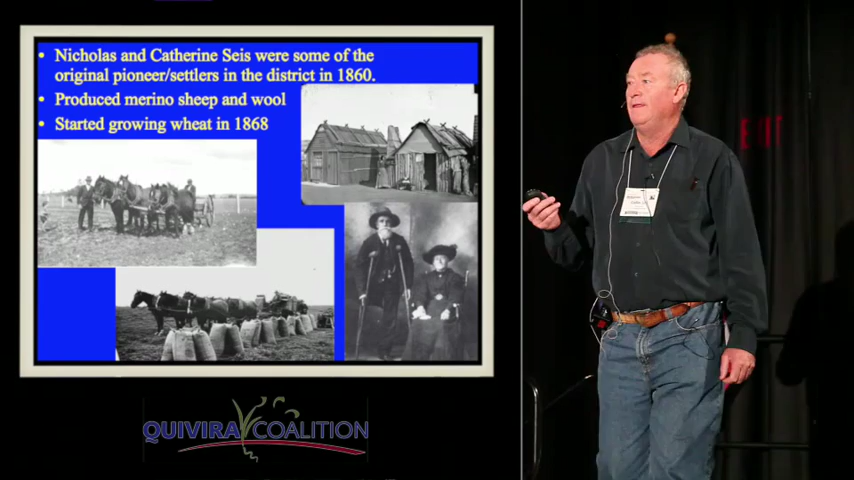 • Nicholas and Catherine Seis were some of the
original pioneer/settlers in the district in 1860.
• Produced merino sheep and wool
• Started growing wheat in 1868
EXIT
QUIVIRA COALITION